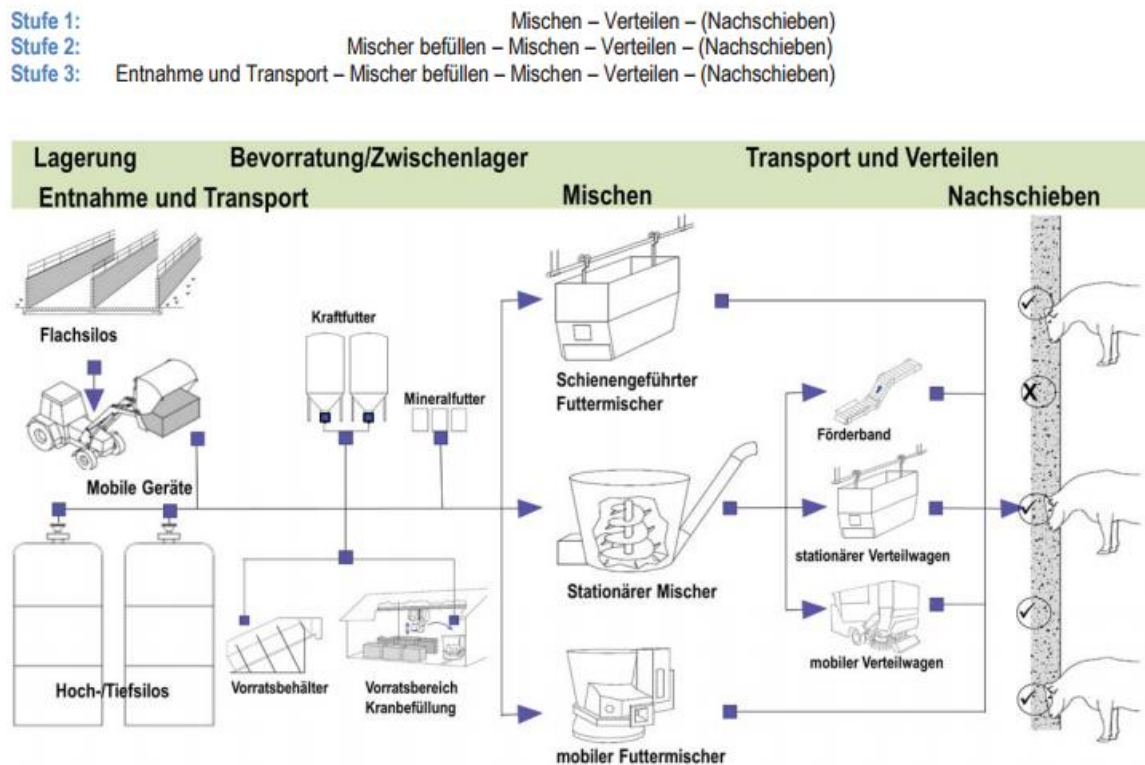 Stufe 1: Mischen – Verteilen – (Nachschieben)
Stufe 2: Mischer befüllen – Mischen – Verteilen – (Nachschieben)
Stufe 3: Entnahme und Transport – Mischer befüllen – Mischen – Verteilen – (Nachschieben)
Lagerung Bevorratung/Zwischenlager Transport und Verteilen
Entnahme und Transport Mischen Nachschieben
Flachsilos
Kraftfutter
Mineralfutter
Mobile Geräte
Hoch-/Tiefsilos
Vorratsbehälter
Vorratsbereich
Kranbefüllung
Schienengeführter
Futtermischer
Stationärer Mischer
mobiler Futtermischer
Förderband
stationärer Verteilwagen
mobiler Verteilwagen